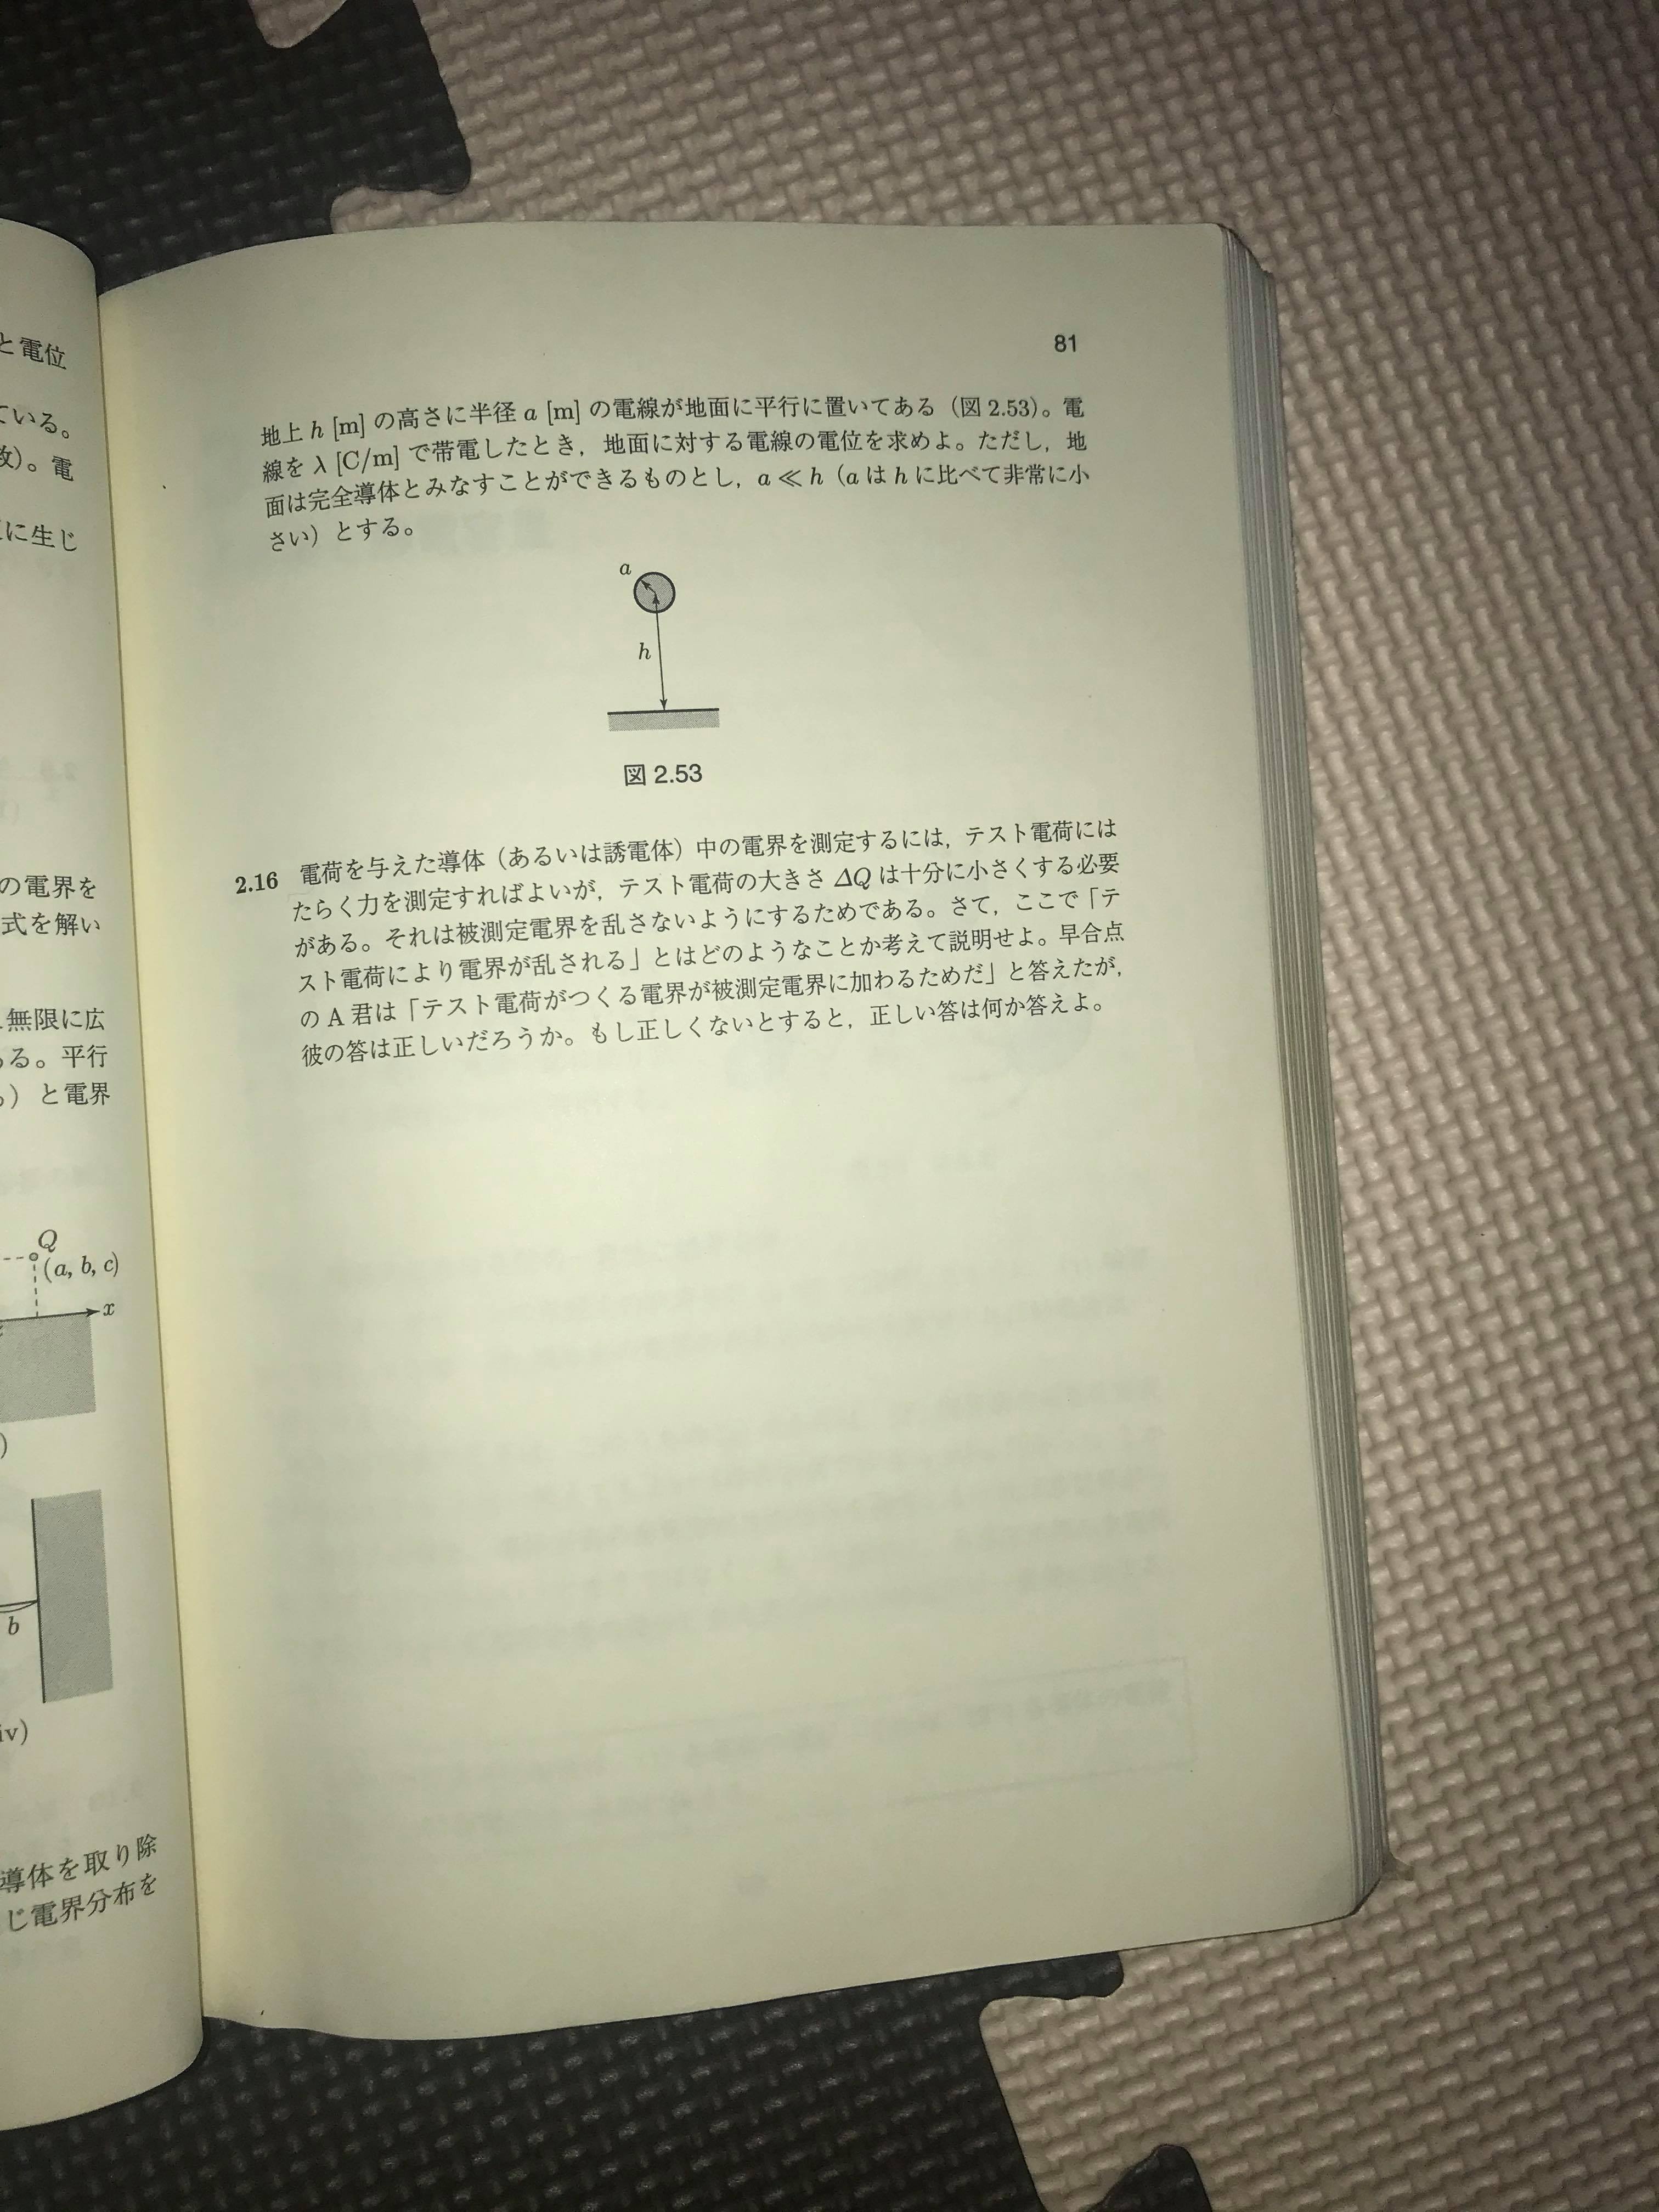 と電位
ている。
数)。電
に生じ
の電界を
式を解い
無限に広
る。平行
)と電界
Q
(a, b, c)
x
)
b
iv)
導体を取り除
じ電界分布を
81
地上 h [m] の高さに半径 a [m] の電線が地面に平行に置いてある(図 2.53)。電
線を λ [C/m] で帯電したとき,地面に対する電線の電位を求めよ。ただし,地
面は完全導体とみなすことができるものとし,a ≪ h(a は h に比べて非常に小
さい)とする。
a
h
図 2.53
2.16 電荷を与えた導体(あるいは誘電体)中の電界を測定するには,テスト電荷には
たらく力を測定すればよいが,テスト電荷の大きさ ΔQ は十分に小さくする必要
がある。それは被測定電界を乱さないようにするためである。さて,ここで「テ
スト電荷により電界が乱される」とはどのようなことか考えて説明せよ。早合点
の A 君は「テスト電荷がつくる電界が被測定電界に加わるためだ」と答えたが,
彼の答は正しいだろうか。もし正しくないとすると,正しい答は何か答えよ。